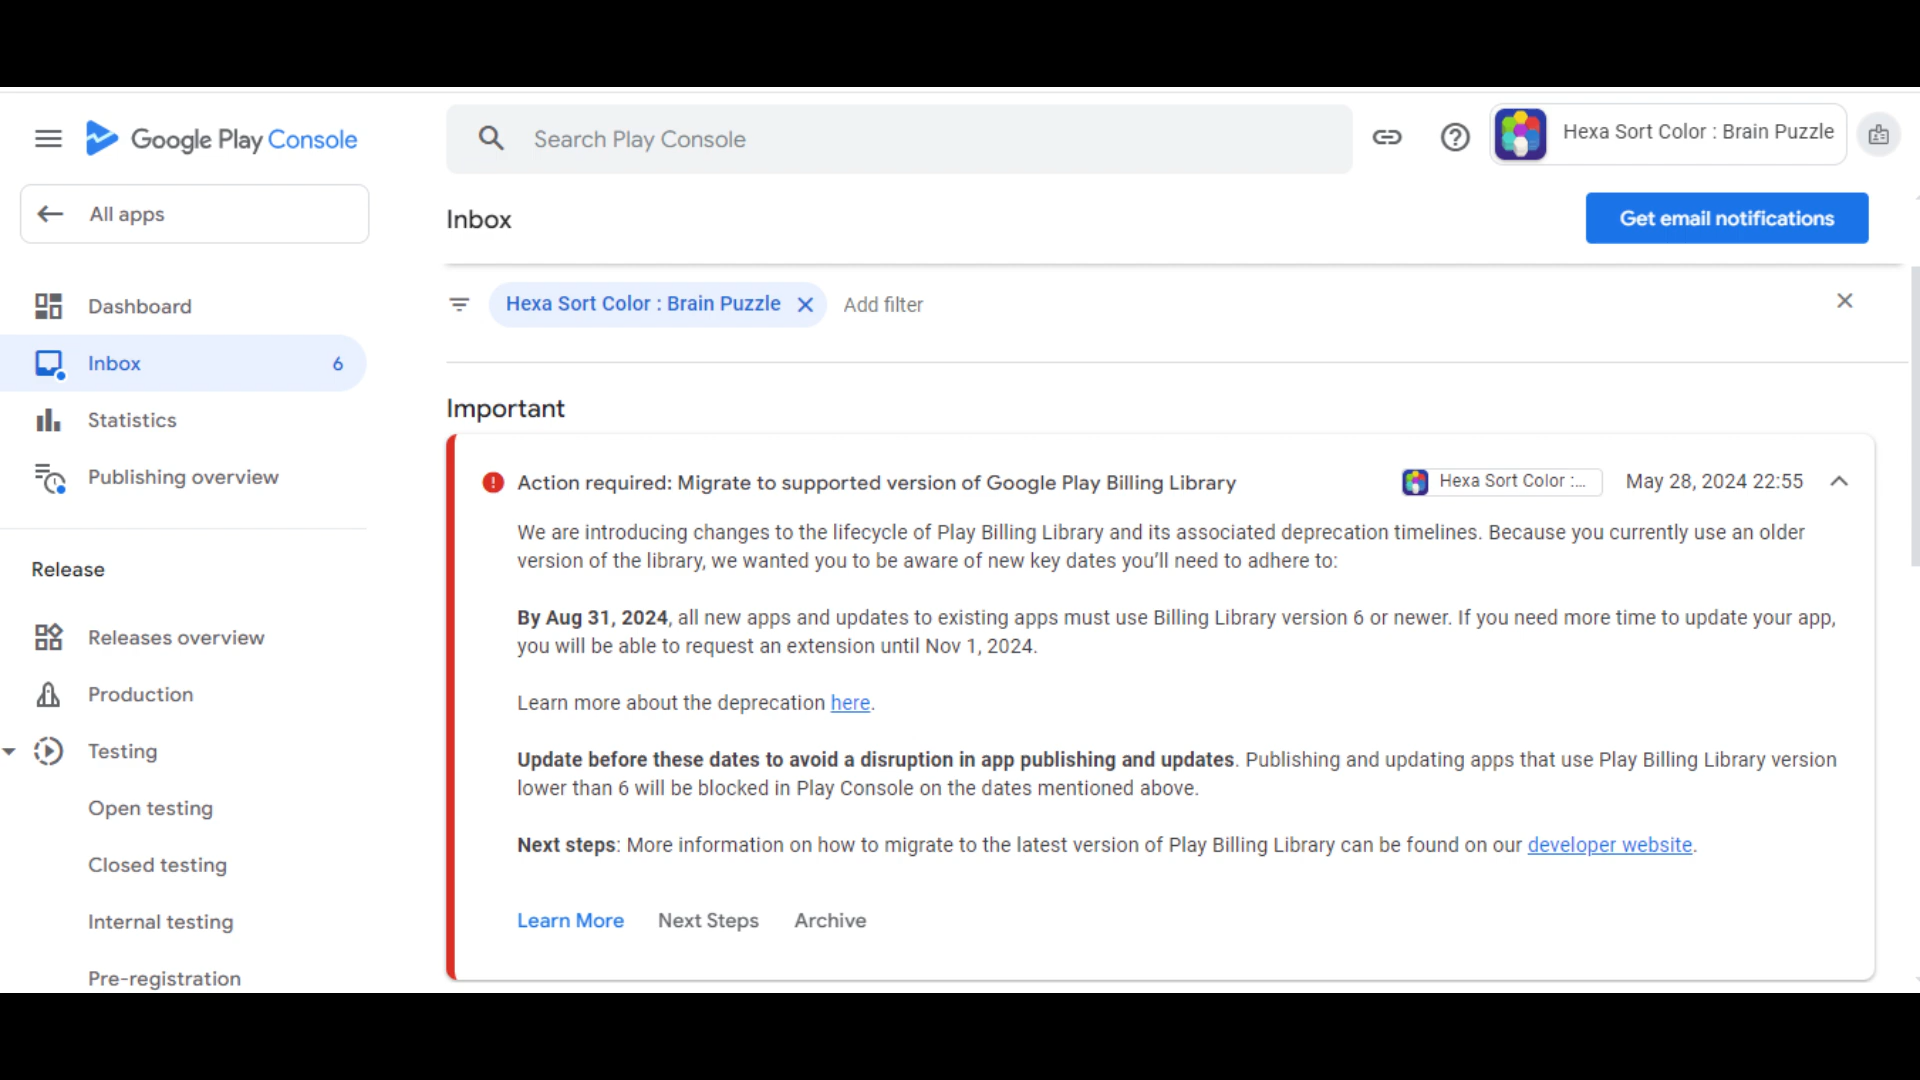 Google Play Console
Search Play Console
Hexa Sort Color : Brain Puzzle
All apps
Inbox
Get email notifications
Dashboard
Hexa Sort Color : Brain Puzzle
Add filter
Inbox 6
Statistics
Publishing overview
Release
Releases overview
Production
Testing
Open testing
Closed testing
Internal testing
Pre-registration
Important
Action required: Migrate to supported version of Google Play Billing Library
Hexa Sort Color :...
May 28, 2024 22:55
We are introducing changes to the lifecycle of Play Billing Library and its associated deprecation timelines. Because you currently use an older
version of the library, we wanted you to be aware of new key dates you’ll need to adhere to:
By Aug 31, 2024, all new apps and updates to existing apps must use Billing Library version 6 or newer. If you need more time to update your app,
you will be able to request an extension until Nov 1, 2024.
Learn more about the deprecation here.
Update before these dates to avoid a disruption in app publishing and updates. Publishing and updating apps that use Play Billing Library version
lower than 6 will be blocked in Play Console on the dates mentioned above.
Next steps: More information on how to migrate to the latest version of Play Billing Library can be found on our developer website.
Learn More Next Steps Archive